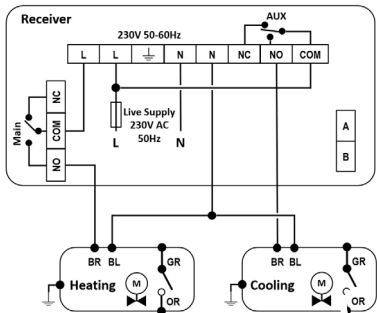 Receiver
AUX
230V 50-60Hz
L L N N NC NO COM
NC
COM
NO
Main
Live Supply
230V AC
50Hz
L N
A
B
BR BL GR
Heating M
OR
BR BL GR
Cooling M
OR